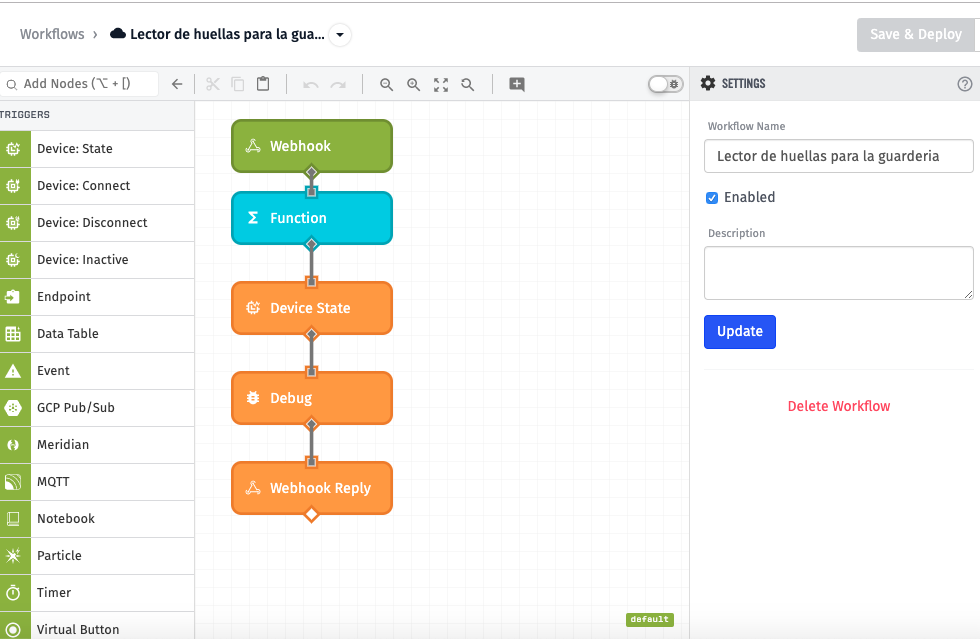 Workflows › Lector de huellas para la gua...
Save & Deploy
Add Nodes (⌥ + [)
SETTINGS
TRIGGERS
Device: State
Device: Connect
Device: Disconnect
Device: Inactive
Endpoint
Data Table
Event
GCP Pub/Sub
Meridian
MQTT
Notebook
Particle
Timer
Virtual Button
Webhook
Function
Device State
Debug
Webhook Reply
default
Workflow Name
Lector de huellas para la guarderia
Enabled
Description
Update
Delete Workflow